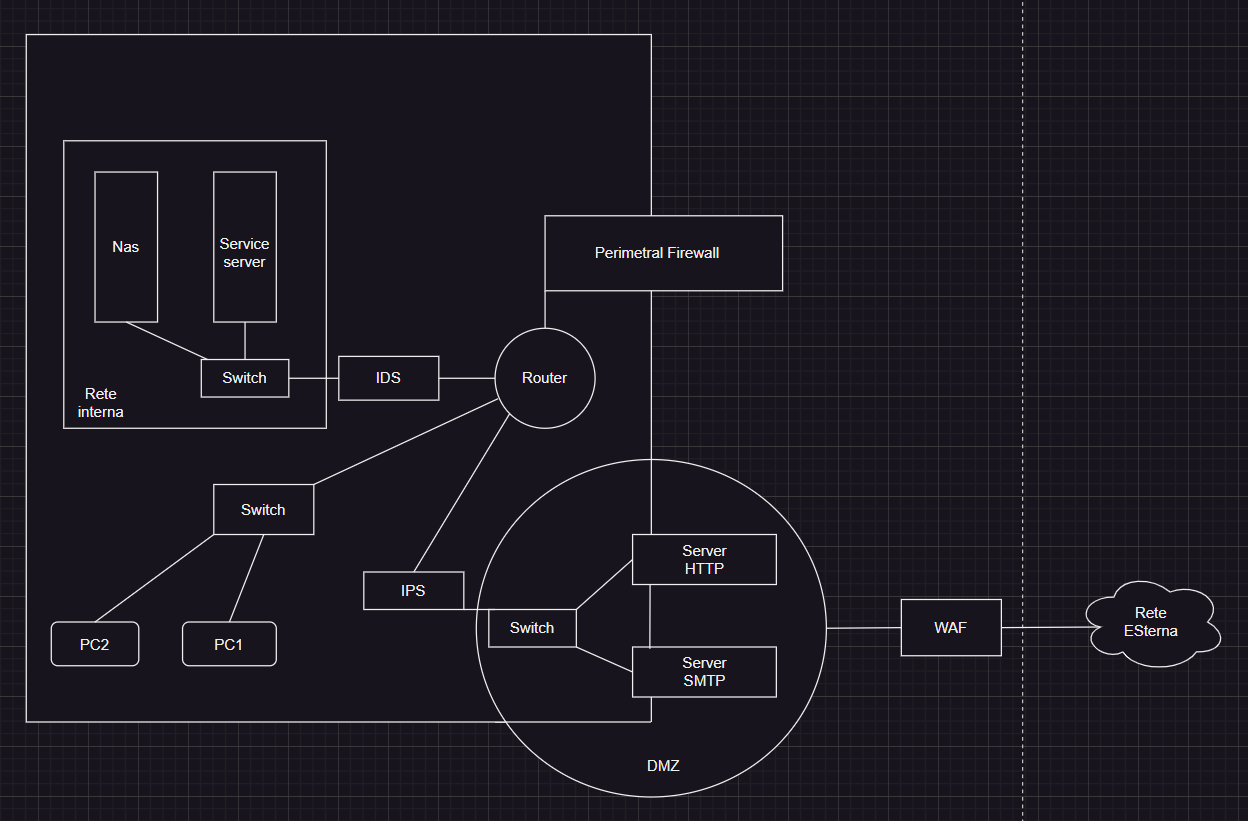 Perimetral Firewall
Nas
Service
server
Switch
IDS
Router
Rete
interna
Switch
Server
HTTP
IPS
Switch
WAF
Rete
ESterna
PC2
PC1
Server
SMTP
DMZ